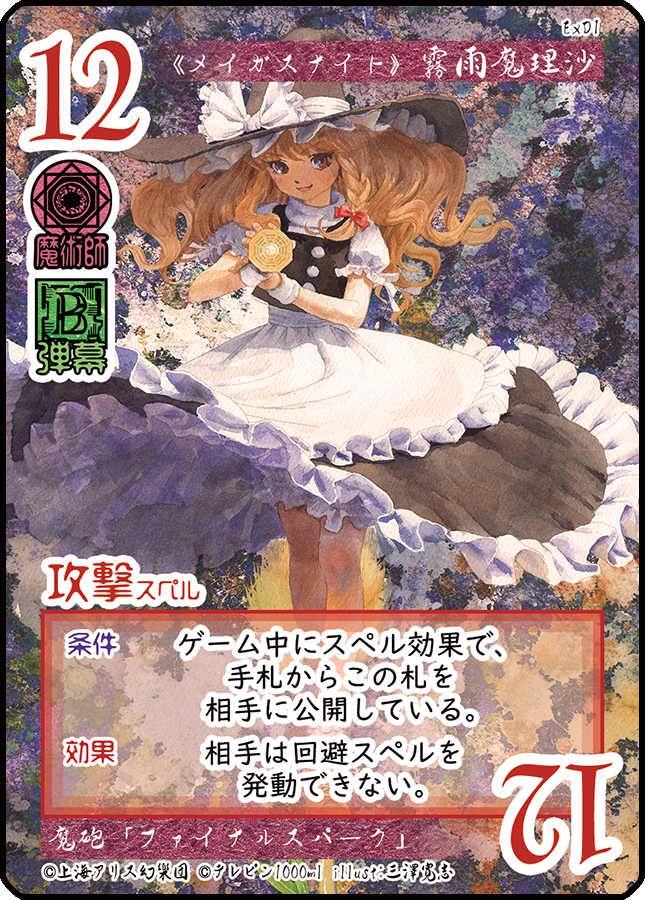 Ex01
12
《メイガスナイト》 霧雨魔理沙
魔術師
B
弾幕
攻撃スペル
条件
ゲーム中にスペル効果で、
手札からこの札を
相手に公開している。
効果
相手は回避スペルを
発動できない。
12
魔砲「ファイナルスパーク」
©上海アリス幻樂団 ©テレピン1000ml illust:三澤寛志